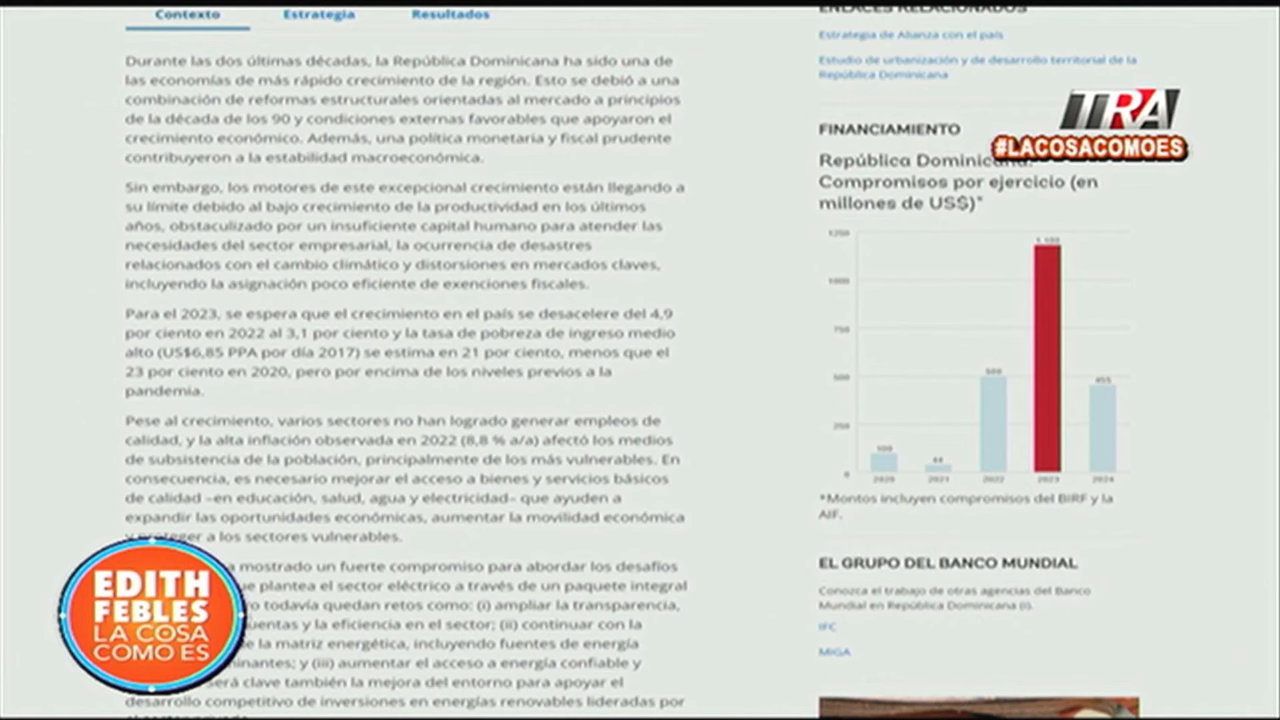 Contexto
Estrategia
Resultados
Durante las dos últimas décadas, la República Dominicana ha sido una de
las economías de más rápido crecimiento de la región. Esto se debió a una
combinación de reformas estructurales orientadas al mercado a principios
de la década de los 90 y condiciones externas favorables que apoyaron el
crecimiento económico. Además, una política monetaria y fiscal prudente
contribuyeron a la estabilidad macroeconómica.
Sin embargo, los motores de este excepcional crecimiento están llegando a
su límite debido al bajo crecimiento de la productividad en los últimos
años, obstaculizado por un insuficiente capital humano para atender las
necesidades del sector empresarial, la ocurrencia de desastres
relacionados con el cambio climático y distorsiones en mercados claves,
incluyendo la asignación poco eficiente de exenciones fiscales.
Para el 2023, se espera que el crecimiento en el país se desacelere del 4,9
por ciento en 2022 al 3,1 por ciento y la tasa de pobreza de ingreso medio
alto (US$6,85 PPA por día 2017) se estima en 21 por ciento, menos que el
23 por ciento en 2020, pero por encima de los niveles previos a la
pandemia.
Pese al crecimiento, varios sectores no han logrado generar empleos de
calidad, y la alta inflación observada en 2022 (8,8 % a/a) afectó los medios
de subsistencia de la población, principalmente de los más vulnerables. En
consecuencia, es necesario mejorar el acceso a bienes y servicios básicos
de calidad –en educación, salud, agua y electricidad– que ayuden a
expandir las oportunidades económicas, aumentar la movilidad económica
y proteger a los sectores vulnerables.
a mostrado un fuerte compromiso para abordar los desafíos
ue plantea el sector eléctrico a través de un paquete integral
ro todavía quedan retos como: (i) ampliar la transparencia,
uentas y la eficiencia en el sector; (ii) continuar con la
e la matriz energética, incluyendo fuentes de energía
inantes; y (iii) aumentar el acceso a energía confiable y
será clave también la mejora del entorno para apoyar el
desarrollo competitivo de inversiones en energías renovables lideradas por
ENLACES RELACIONADOS
Estrategia de Alianza con el país
Estudio de urbanización y de desarrollo territorial de la
República Dominicana
TRA
#LACOSACOMOES
FINANCIAMIENTO
República Dominicana:
Compromisos por ejercicio (en
millones de US$)*
1250
1000
750
500
250
0
100
44
500
455
2020
2021
2022
2023
2024
*Montos incluyen compromisos del BIRF y la
AIF.
EL GRUPO DEL BANCO MUNDIAL
Conozca el trabajo de otras agencias del Banco
Mundial en República Dominicana (i).
IFC
MIGA
EDITH
FEBLES
LA COSA
COMO ES